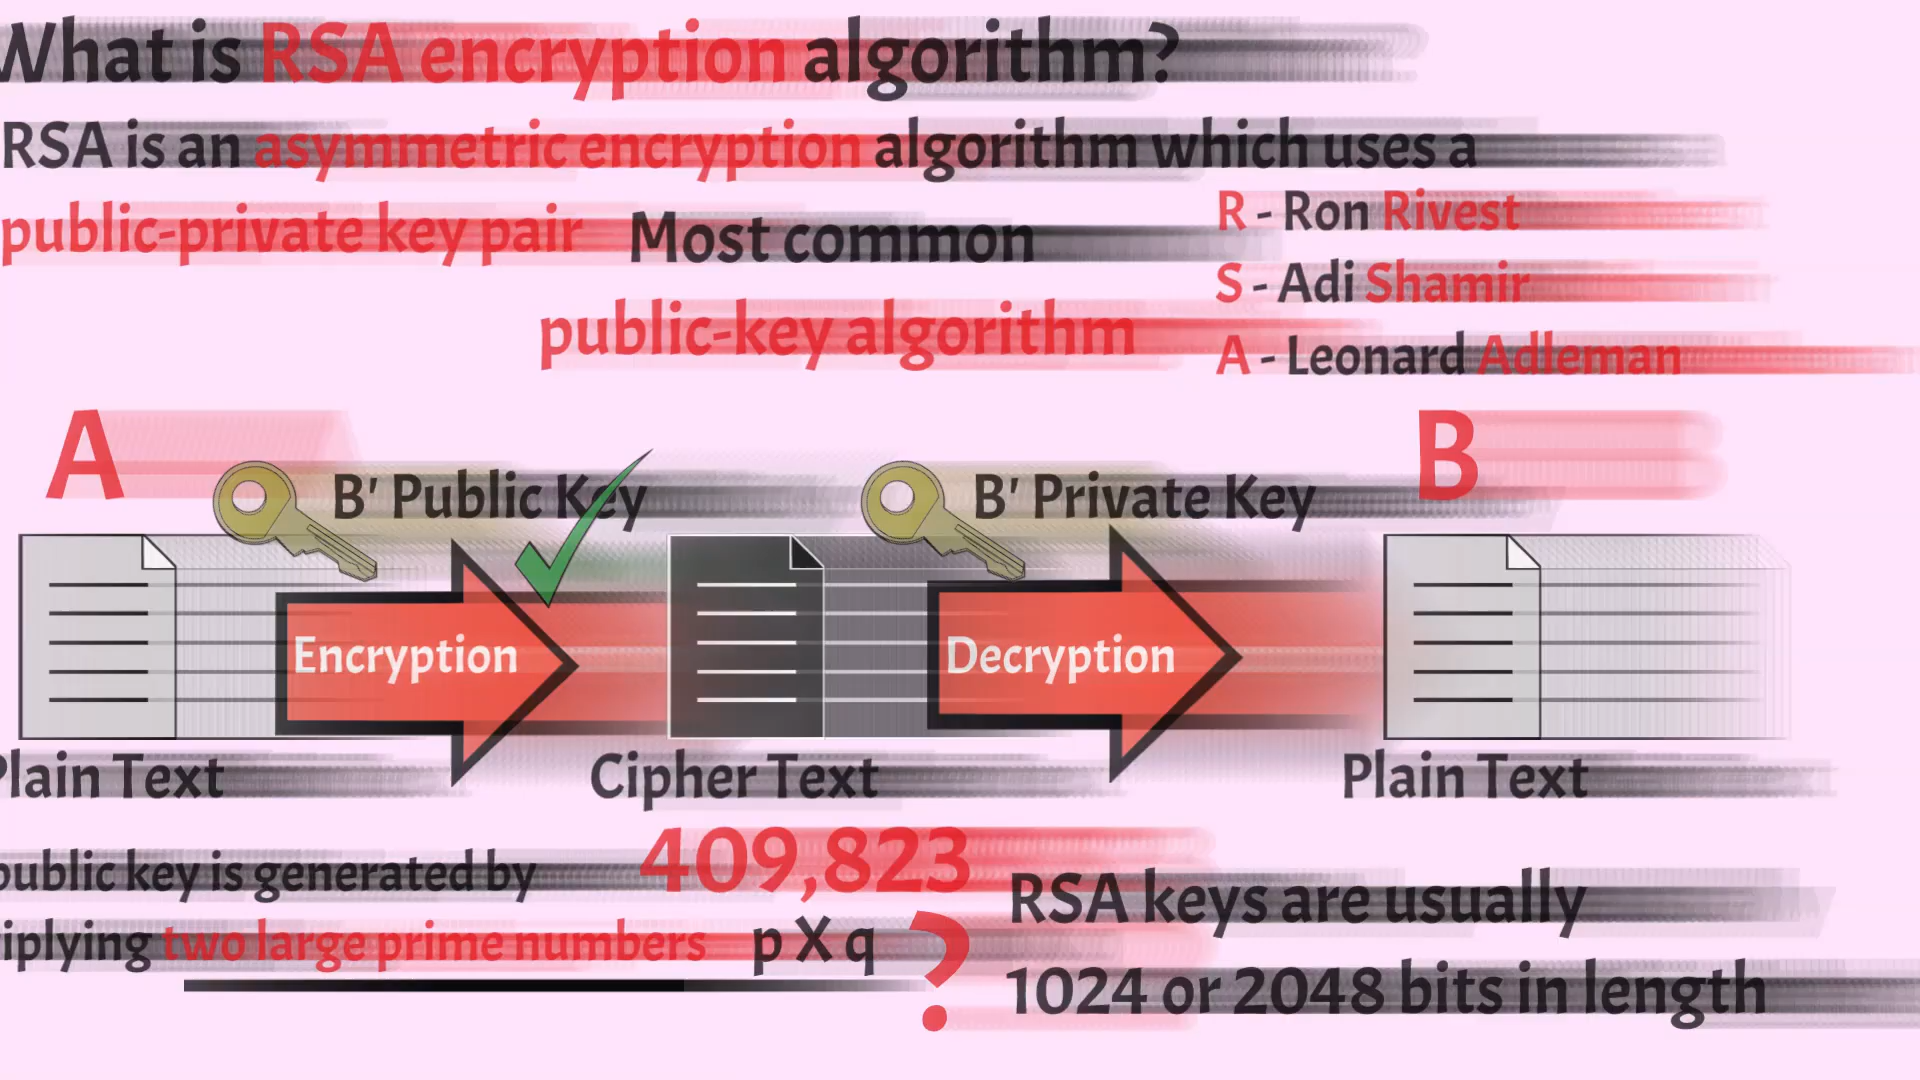 What is RSA encryption algorithm?
RSA is an asymmetric encryption algorithm which uses a
public-private key pair
Most common
public-key algorithm
R - Ron Rivest
S - Adi Shamir
A - Leonard Adleman
A
B' Public Key
B' Private Key
B
Encryption
Decryption
Plain Text
Cipher Text
Plain Text
public key is generated by
iplying two large prime numbers
409,823
p X q
?
RSA keys are usually
1024 or 2048 bits in length